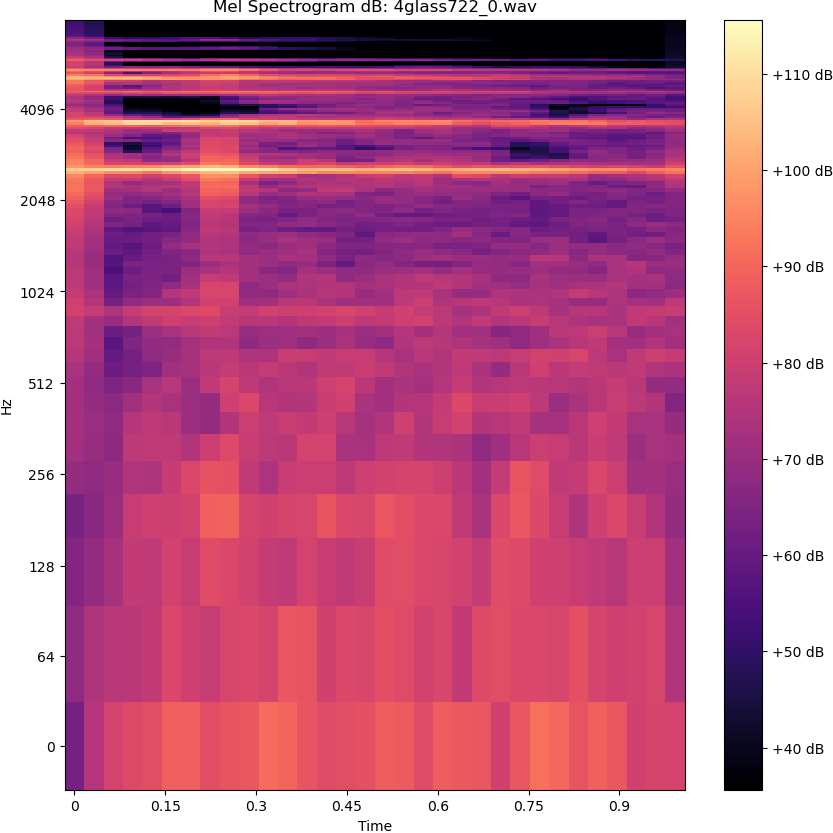 Mel Spectrogram dB: 4glass722_0.wav
+110 dB
4096
+100 dB
2048
+90 dB
1024
+80 dB
512
Hz
+70 dB
256
+60 dB
128
64
+50 dB
0
+40 dB
0 0.15 0.3 0.45 0.6 0.75 0.9
Time